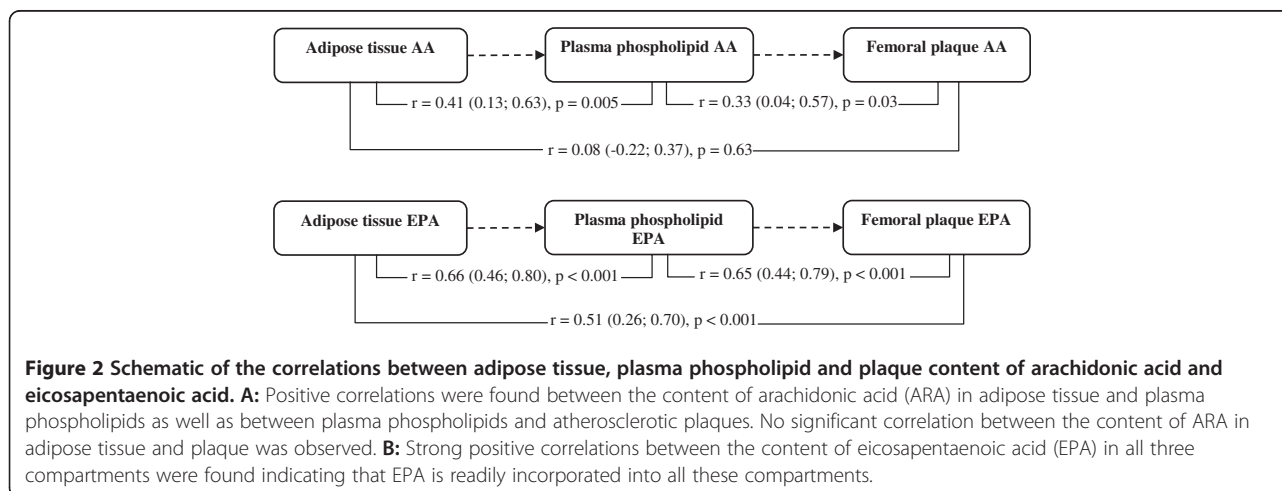 Adipose tissue AA
Plasma phospholipid AA
Femoral plaque AA
r = 0.41 (0.13; 0.63), p = 0.005
r = 0.33 (0.04; 0.57), p = 0.03
r = 0.08 (-0.22; 0.37), p = 0.63
Adipose tissue EPA
Plasma phospholipid
EPA
Femoral plaque EPA
r = 0.66 (0.46; 0.80), p < 0.001
r = 0.65 (0.44; 0.79), p < 0.001
r = 0.51 (0.26; 0.70), p < 0.001
Figure 2 Schematic of the correlations between adipose tissue, plasma phospholipid and plaque content of arachidonic acid and
eicosapentaenoic acid. A: Positive correlations were found between the content of arachidonic acid (ARA) in adipose tissue and plasma
phospholipids as well as between plasma phospholipids and atherosclerotic plaques. No significant correlation between the content of ARA in
adipose tissue and plaque was observed. B: Strong positive correlations between the content of eicosapentaenoic acid (EPA) in all three
compartments were found indicating that EPA is readily incorporated into all these compartments.